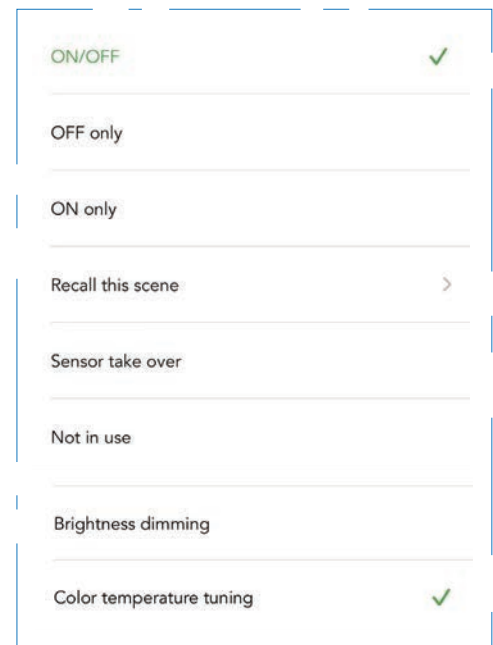 ON/OFF
OFF only
ON only
Recall this scene
Sensor take over
Not in use
Brightness dimming
Color temperature tuning